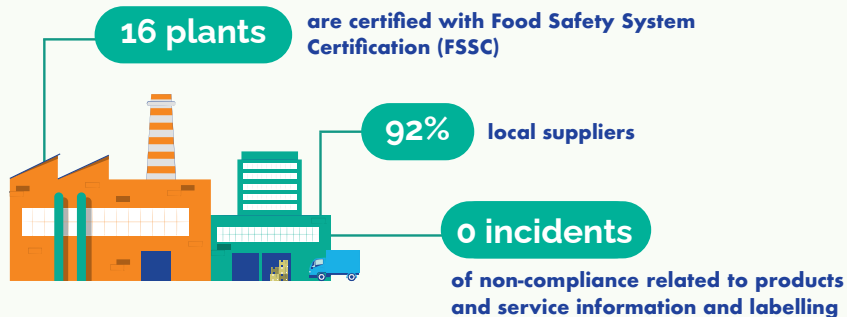 16 plants
are certified with Food Safety System
Certification (FSSC)
92%
local suppliers
0 incidents
of non-compliance related to products
and service information and labelling